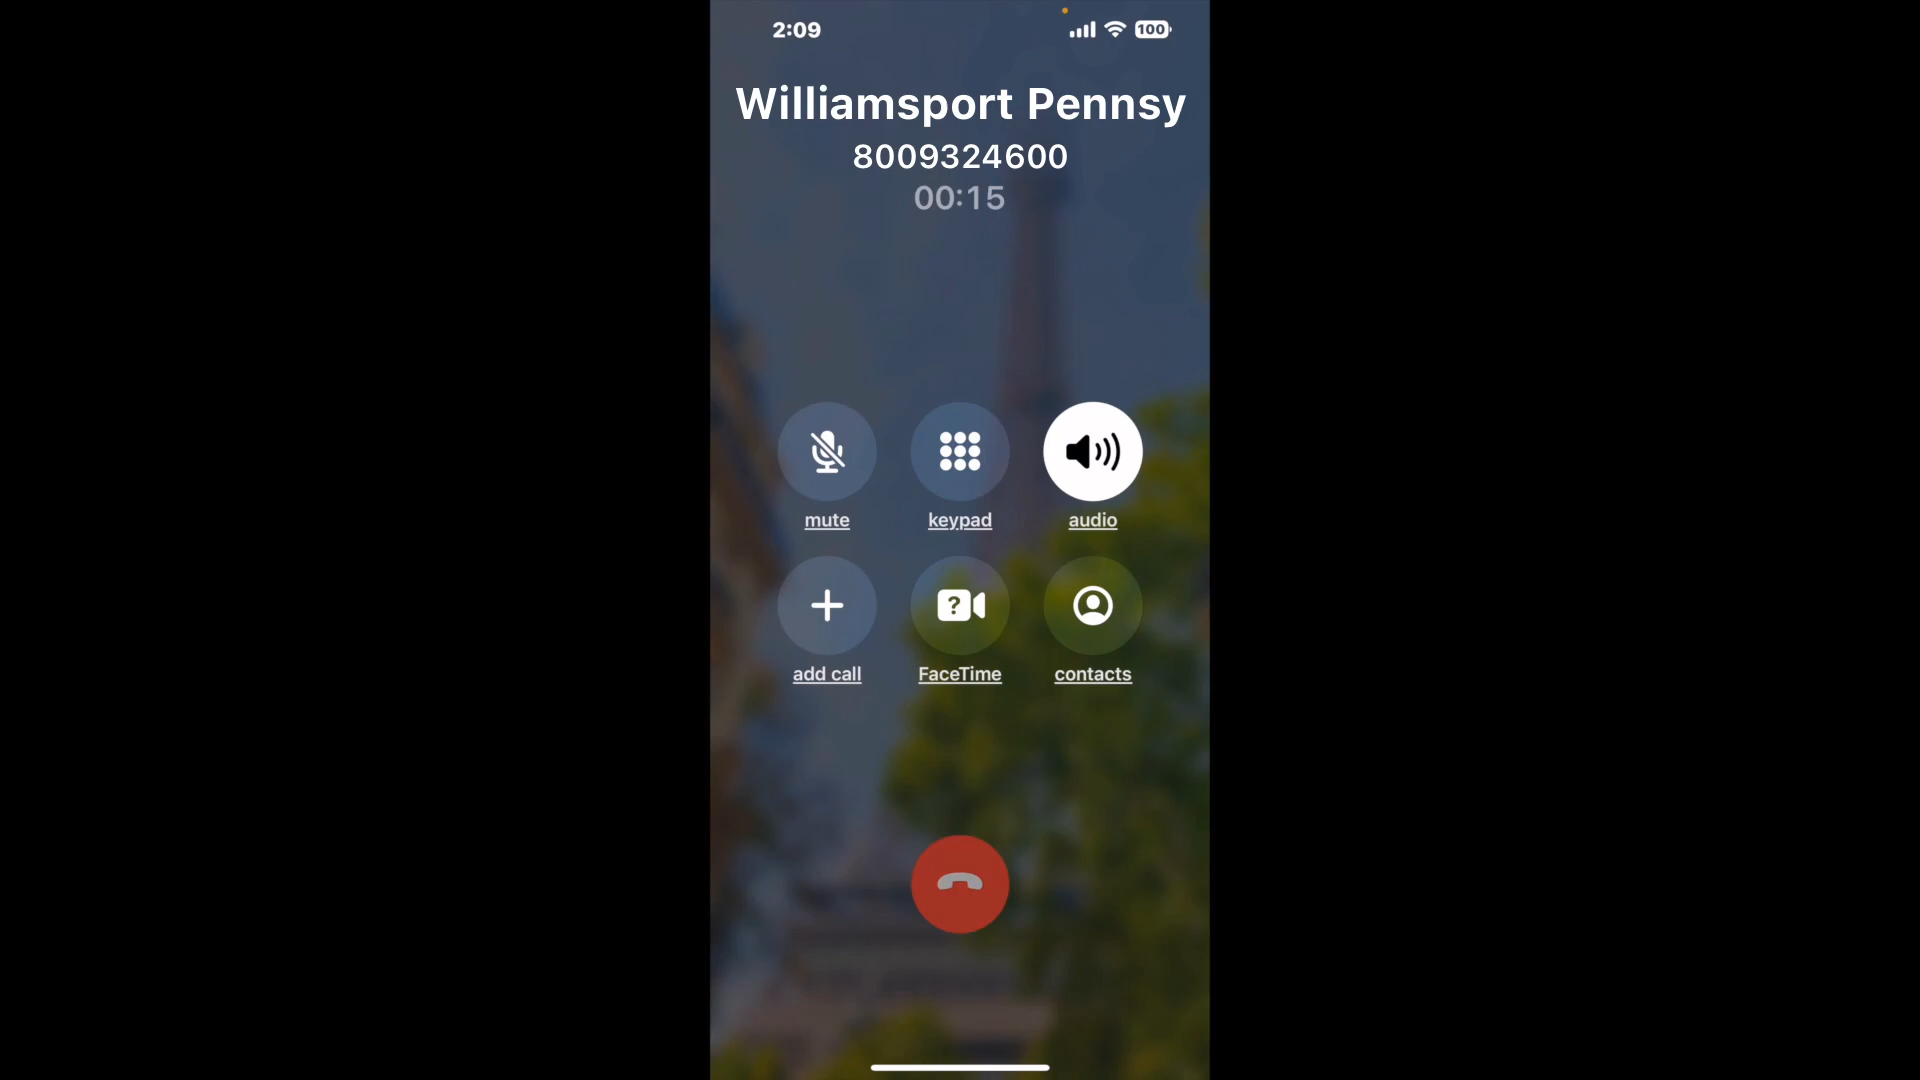 2:09
100
Williamsport Pennsy
8009324600
00:15
mute
keypad
audio
?
add call
FaceTime
contacts